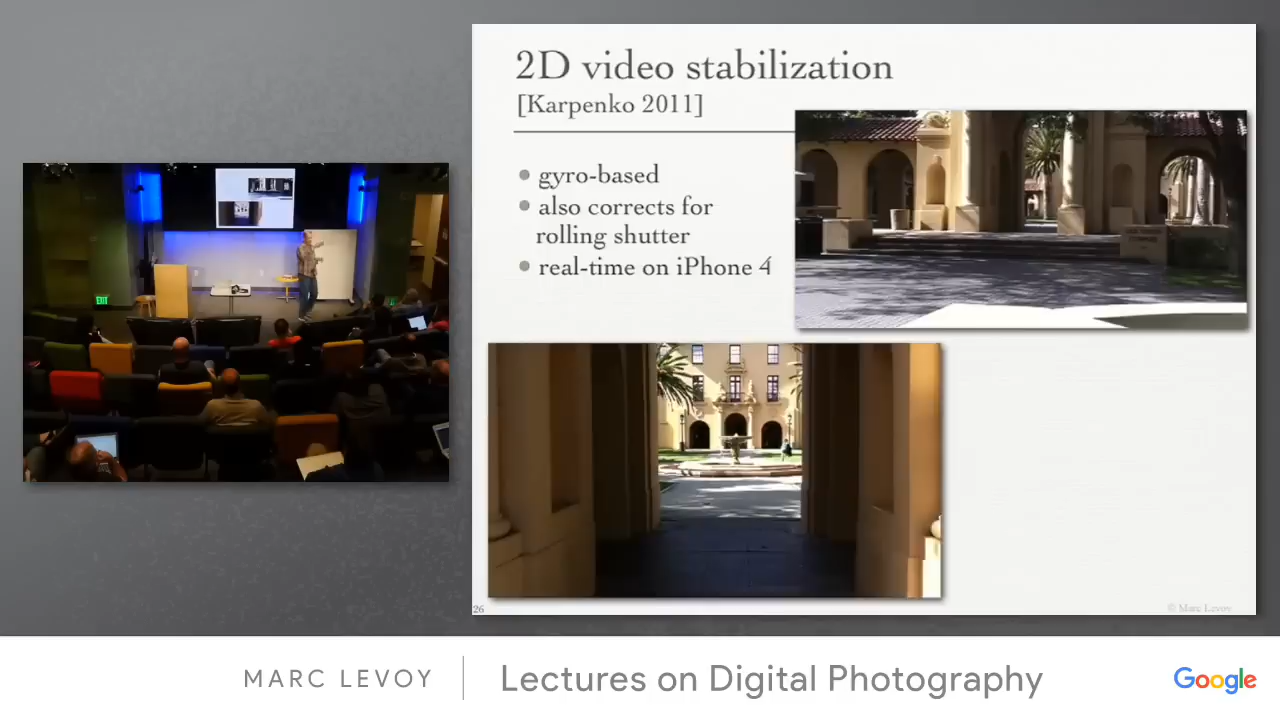 2D video stabilization
[Karpenko 2011]
gyro-based
also corrects for
rolling shutter
real-time on iPhone 4
EXIT
26
© Marc Levoy
MARC LEVOY
Lectures on Digital Photography
Google